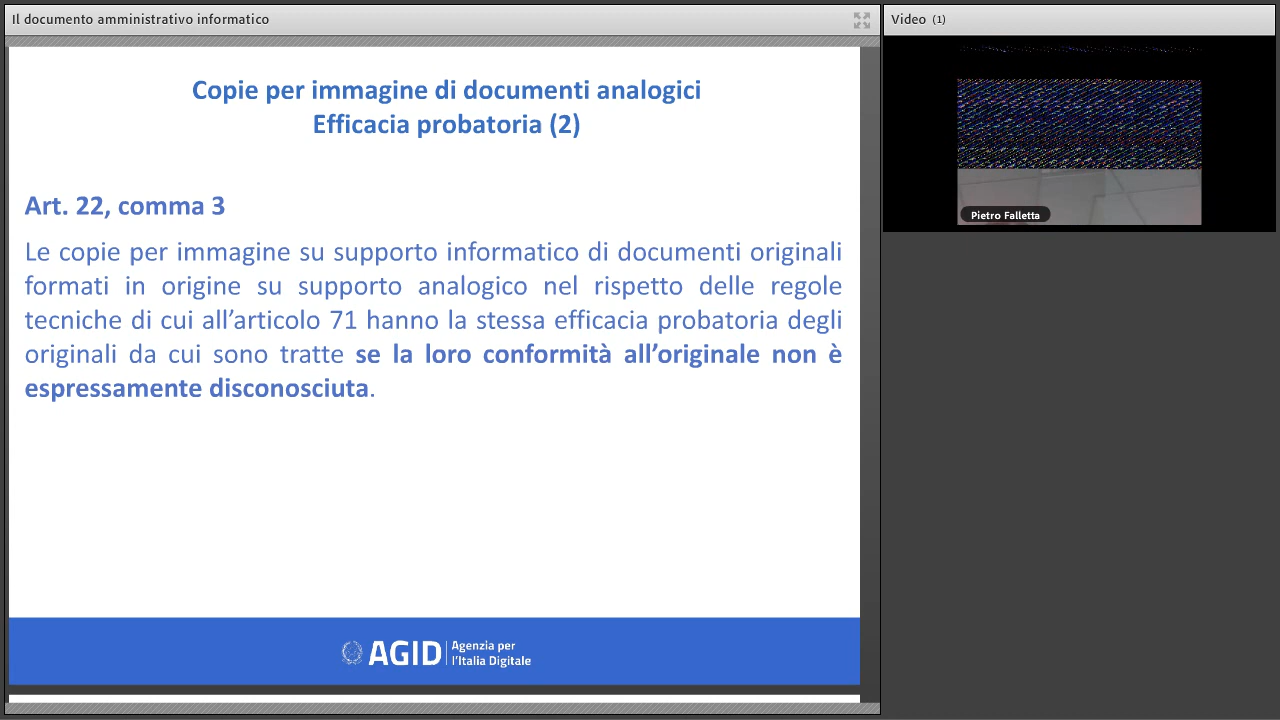 Il documento amministrativo informatico
Video (1)
Copie per immagine di documenti analogici
Efficacia probatoria (2)
Art. 22, comma 3
Le copie per immagine su supporto informatico di documenti originali
formati in origine su supporto analogico nel rispetto delle regole
tecniche di cui all’articolo 71 hanno la stessa efficacia probatoria degli
originali da cui sono tratte se la loro conformità all’originale non è
espressamente disconosciuta.
Pietro Falletta
AGID
Agenzia per
l’Italia Digitale